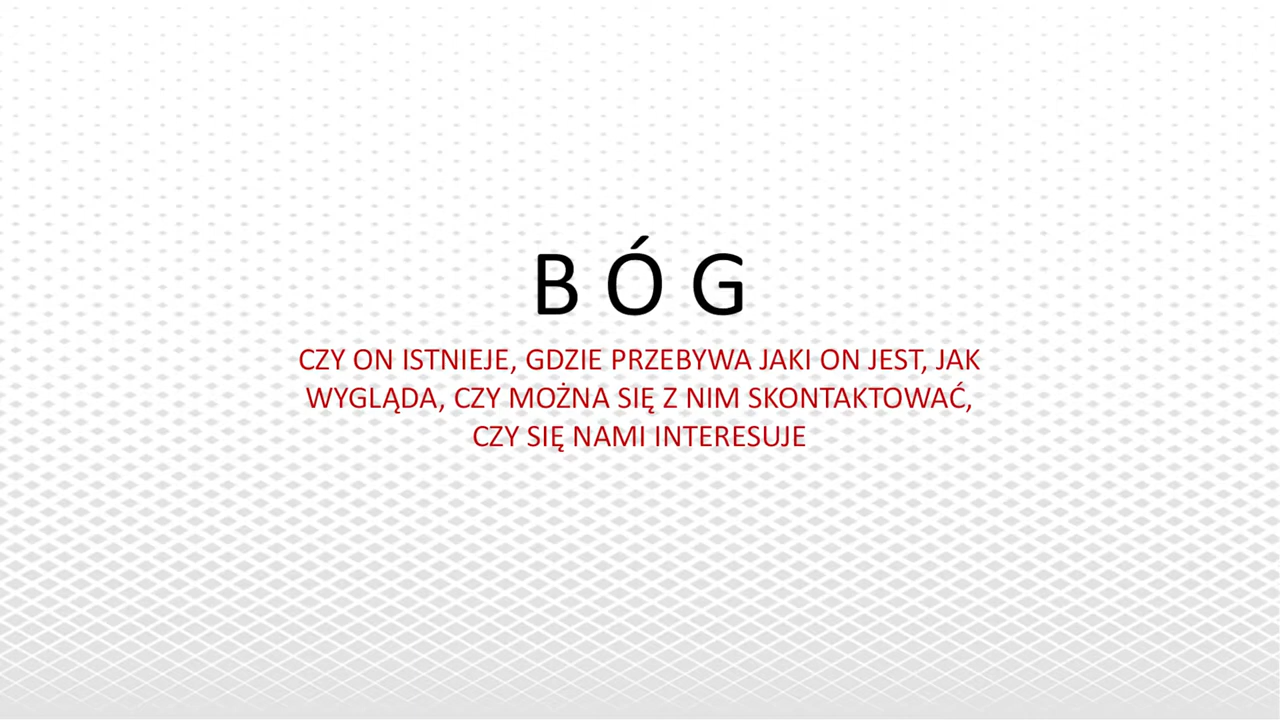 B Ó G
CZY ON ISTNIEJE, GDZIE PRZEBYWA JAKI ON JEST, JAK
WYGLĄDA, CZY MOŻNA SIĘ Z NIM SKONTAKTOWAĆ,
CZY SIĘ NAMI INTERESUJE